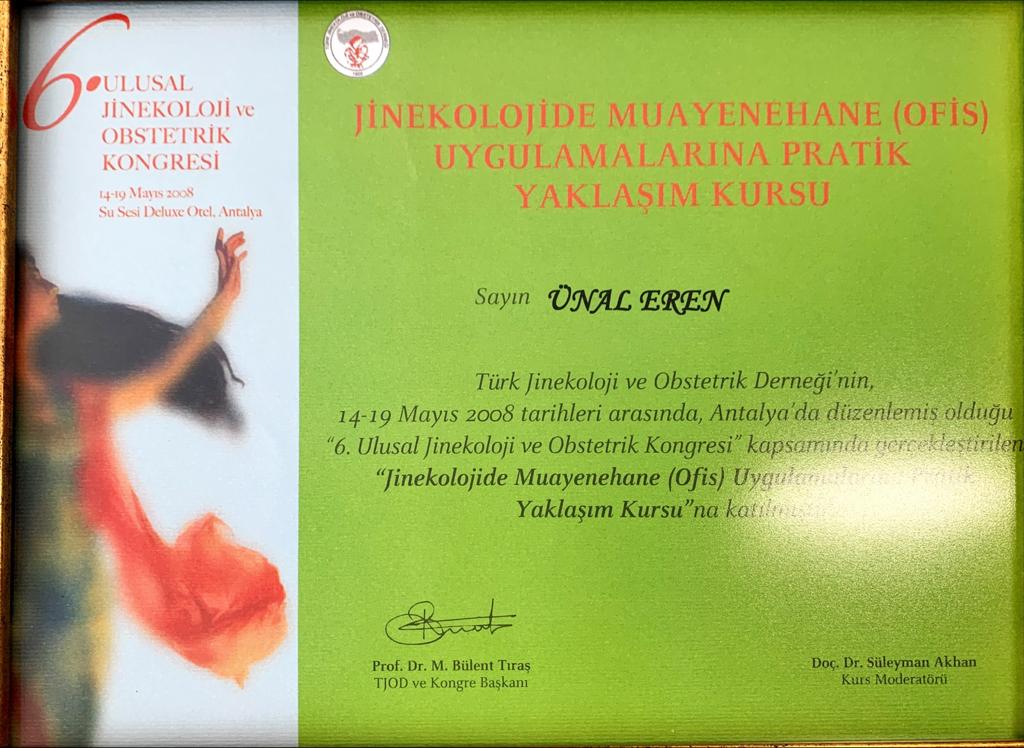 6. ULUSAL
JİNEKOLOJİ ve
OBSTETRİK
KONGRESİ
14-19 Mayıs 2008
Su Sesi Deluxe Otel, Antalya
JİNEKOLOJİDE MUAYENEHANE (OFİS)
UYGULAMALARINA PRATİK
YAKLAŞIM KURSU
Sayın ÜNAL EREN
Türk Jinekoloji ve Obstetrik Derneği'nin,
14-19 Mayıs 2008 tarihleri arasında, Antalya'da düzenlemiş olduğu
"6. Ulusal Jinekoloji ve Obstetrik Kongresi" kapsamında gerçekleştirilen
"Jinekolojide Muayenehane (Ofis) Uygulamalarına Pratik
Yaklaşım Kursu"na katılmıştır.
Prof. Dr. M. Bülent Tıraş
TJOD ve Kongre Başkanı
Doç. Dr. Süleyman Akhan
Kurs Moderatörü